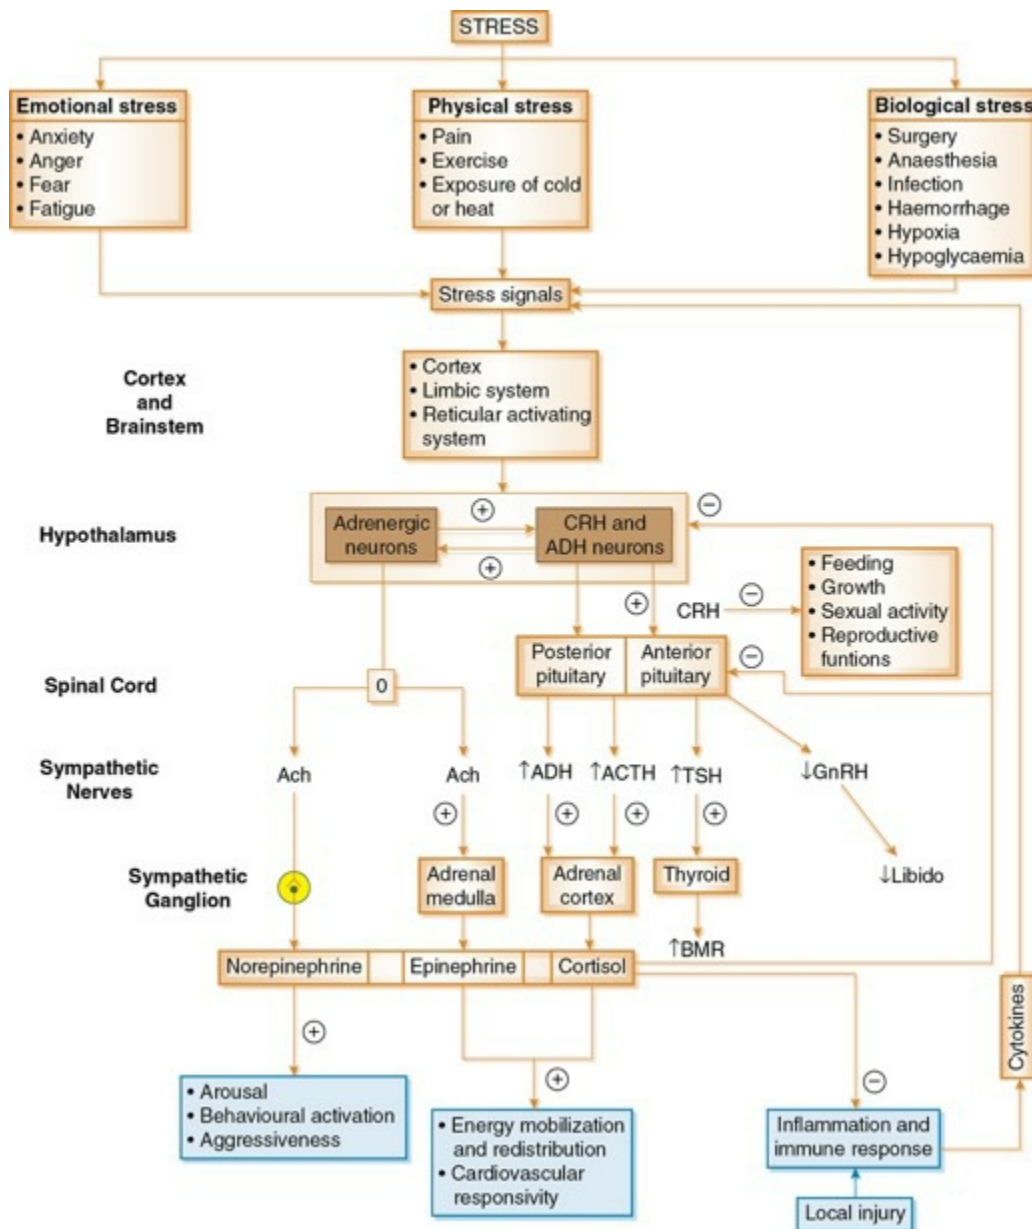 STRESS
Emotional stress
• Anxiety
• Anger
• Fear
• Fatigue
Physical stress
• Pain
• Exercise
• Exposure of cold
or heat
Biological stress
• Surgery
• Anaesthesia
• Infection
• Haemorrhage
• Hypoxia
• Hypoglycaemia
Stress signals
Cortex
and
Brainstem
• Cortex
• Limbic system
• Reticular activating
system
Hypothalamus
Adrenergic
neurons
+
+
CRH and
ADH neurons
−
+
CRH
−
• Feeding
• Growth
• Sexual activity
• Reproductive
funtions
Posterior
pituitary
Anterior
pituitary
−
Spinal Cord
0
Sympathetic
Nerves
Ach
Ach
↑ADH
↑ACTH
↑TSH
↓GnRH
+
+
+
+
Sympathetic
Ganglion
Adrenal
medulla
Adrenal
cortex
Thyroid
↓Libido
↑BMR
Norepinephrine
Epinephrine
Cortisol
Cytokines
+
+
−
• Arousal
• Behavioural activation
• Aggressiveness
• Energy mobilization
and redistribution
• Cardiovascular
responsivity
Inflammation and
immune response
Local injury